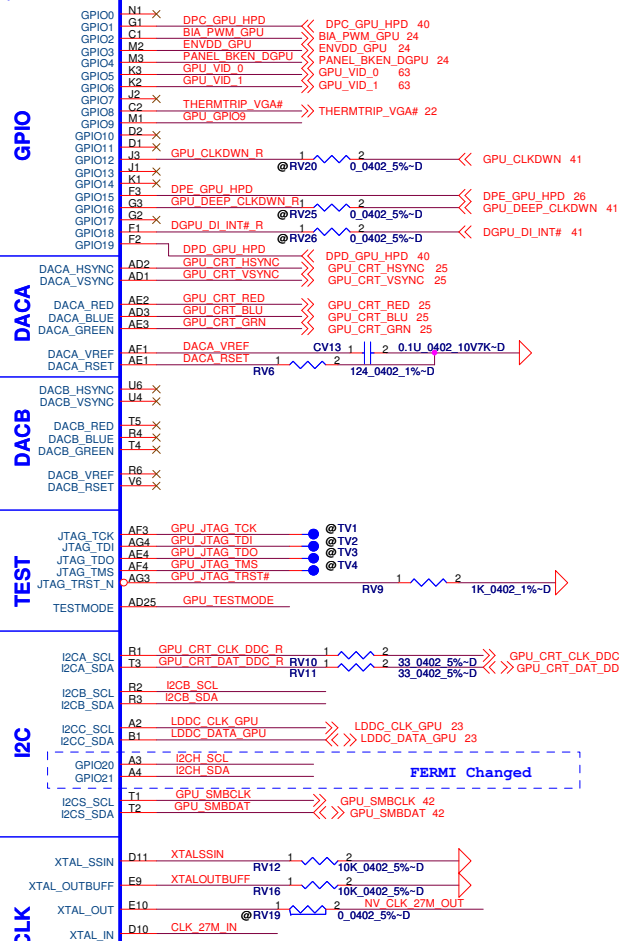 GPIO
GPIO0 N1
GPIO1 G1 DPC_GPU_HPD DPC_GPU_HPD 40
GPIO2 C1 BIA_PWM_GPU BIA_PWM_GPU 24
GPIO3 M2 ENVDD_GPU ENVDD_GPU 24
GPIO4 M3 PANEL_BKEN_DGPU PANEL_BKEN_DGPU 24
GPIO5 K3 GPU_VID_0 GPU_VID_0 63
GPIO6 K2 GPU_VID_1 GPU_VID_1 63
GPIO7 J2
GPIO8 C2 THERMTRIP_VGA# THERMTRIP_VGA# 22
GPIO9 M1 GPU_GPIO9
GPIO10 D2
GPIO11 D1
GPIO12 J3 GPU_CLKDWN_R 1 2 GPU_CLKDWN 41
@RV20 0_0402_5%~D
GPIO13 J1
GPIO14 K1
GPIO15 F3 DPE_GPU_HPD DPE_GPU_HPD 26
GPIO16 G3 GPU_DEEP_CLKDWN_R 1 2 GPU_DEEP_CLKDWN 41
@RV25 0_0402_5%~D
GPIO17 G2
GPIO18 F1 DGPU_DI_INT#_R 1 2 DGPU_DI_INT# 41
@RV26 0_0402_5%~D
GPIO19 F2 DPD_GPU_HPD DPD_GPU_HPD 40
DACA
DACA_HSYNC AD2 GPU_CRT_HSYNC GPU_CRT_HSYNC 25
DACA_VSYNC AD1 GPU_CRT_VSYNC GPU_CRT_VSYNC 25
DACA_RED AE2 GPU_CRT_RED GPU_CRT_RED 25
DACA_BLUE AD3 GPU_CRT_BLU GPU_CRT_BLU 25
DACA_GREEN AE3 GPU_CRT_GRN GPU_CRT_GRN 25
DACA_VREF AF1 DACA_VREF CV13 1 2 0.1U_0402_10V7K~D
DACA_RSET AE1 DACA_RSET 1 2
RV6 124_0402_1%~D
DACB
DACB_HSYNC U6
DACB_VSYNC U4
DACB_RED T5
DACB_BLUE R4
DACB_GREEN T4
DACB_VREF R6
DACB_RSET V6
TEST
JTAG_TCK AF3 GPU_JTAG_TCK @TV1
JTAG_TDI AG4 GPU_JTAG_TDI @TV2
JTAG_TDO AE4 GPU_JTAG_TDO @TV3
JTAG_TMS AF4 GPU_JTAG_TMS @TV4
JTAG_TRST_N AG3 GPU_JTAG_TRST# 1 2
RV9 1K_0402_1%~D
TESTMODE AD25 GPU_TESTMODE
I2C
I2CA_SCL R1 GPU_CRT_CLK_DDC_R 1 2 GPU_CRT_CLK_DDC
I2CA_SDA T3 GPU_CRT_DAT_DDC_R RV10 1 2 33_0402_5%~D GPU_CRT_DAT_DD
RV11 33_0402_5%~D
I2CB_SCL R2 I2CB_SCL
I2CB_SDA R3 I2CB_SDA
I2CC_SCL A2 LDDC_CLK_GPU LDDC_CLK_GPU 23
I2CC_SDA B1 LDDC_DATA_GPU LDDC_DATA_GPU 23
GPIO20 A3 I2CH_SCL
GPIO21 A4 I2CH_SDA FERMI Changed
I2CS_SCL T1 GPU_SMBCLK GPU_SMBCLK 42
I2CS_SDA T2 GPU_SMBDAT GPU_SMBDAT 42
CLK
XTAL_SSIN D11 XTALSSIN 1 2
RV12 10K_0402_5%~D
XTAL_OUTBUFF E9 XTALOUTBUFF 1 2
RV16 10K_0402_5%~D
XTAL_OUT E10 1 2 NV_CLK_27M_OUT
@RV19 0_0402_5%~D
XTAL_IN D10 CLK_27M_IN